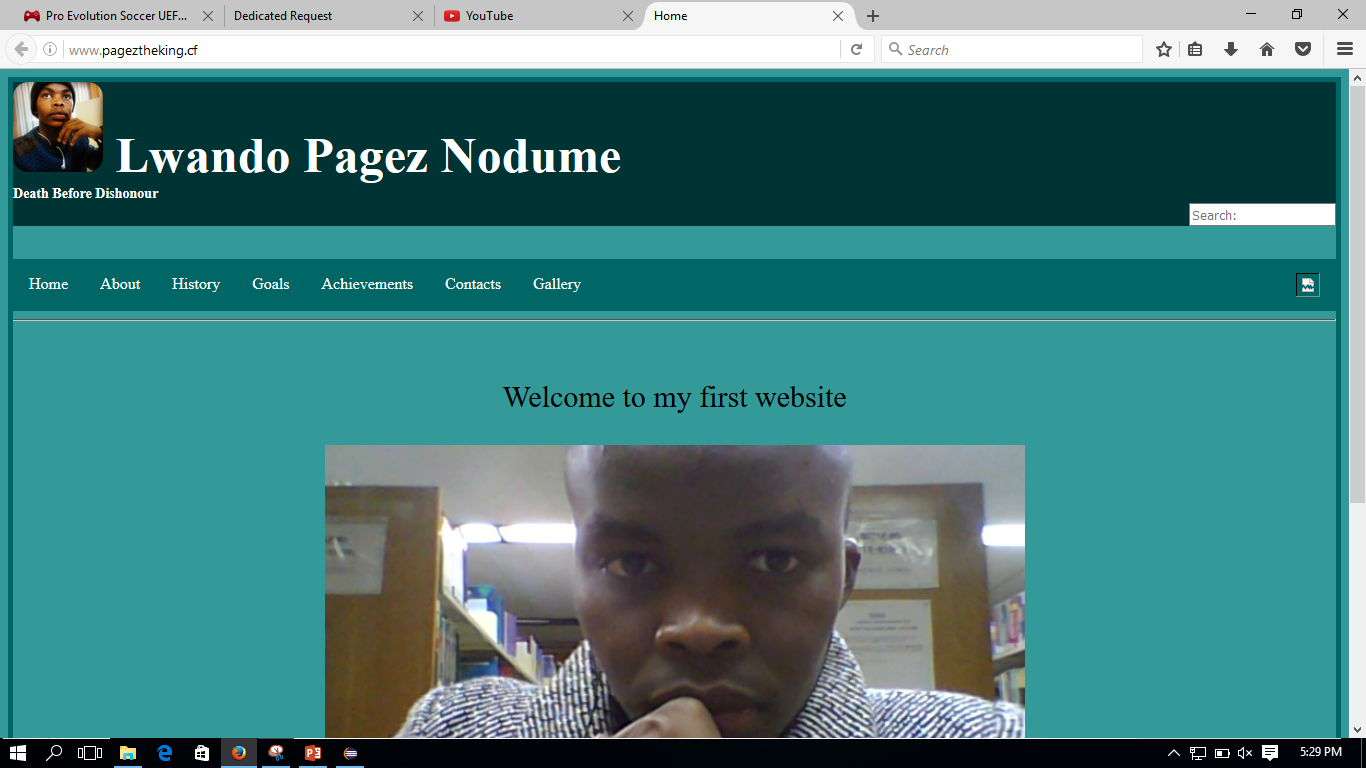 Pro Evolution Soccer UEF...
Dedicated Request
YouTube
Home
www.pageztheking.cf
Search
Lwando Pagez Nodume
Death Before Dishonour
Search:
Home About History Goals Achievements Contacts Gallery
Welcome to my first website
5:29 PM